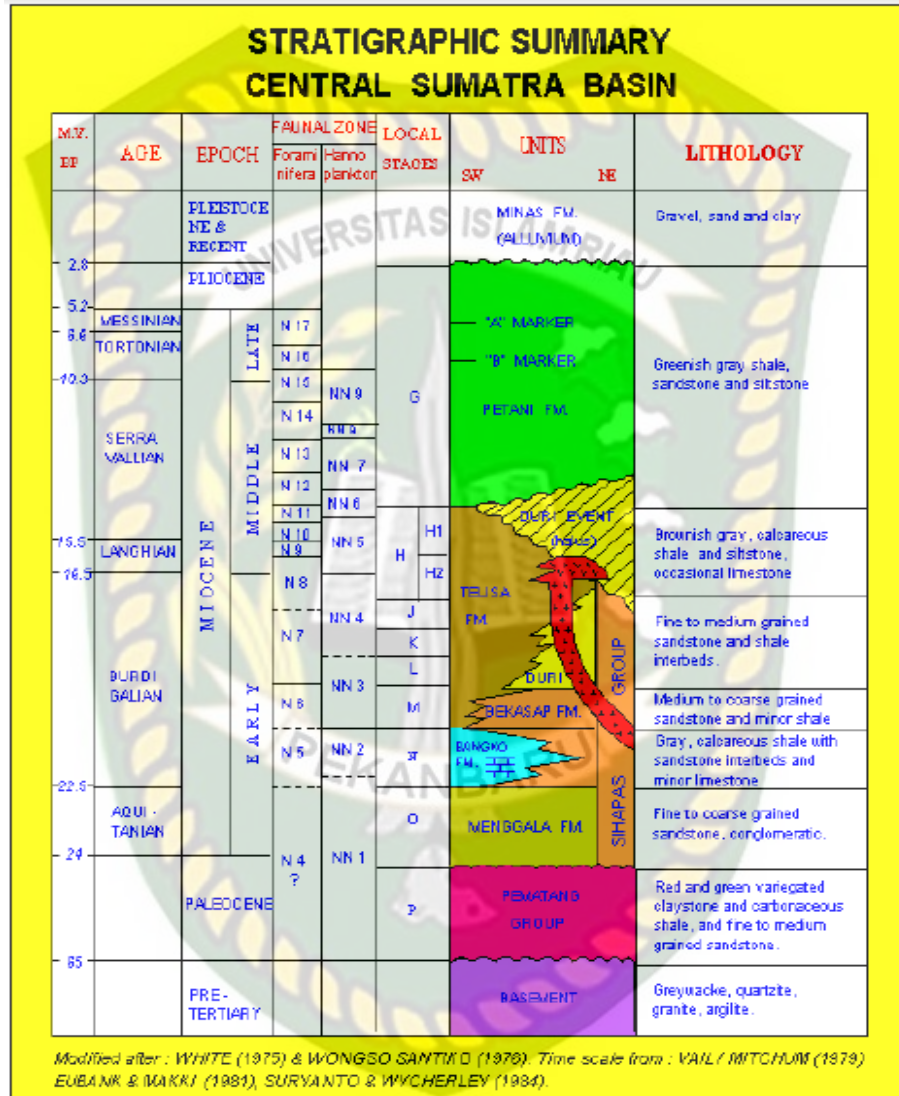 STRATIGRAPHIC SUMMARY
CENTRAL SUMATRA BASIN
M.Y.
BP
AGE
EPOCH
FAUNAL ZONE
Forami
nifera
Hanno
plankton
LOCAL
STAGES
UNITS
SW
NE
LITHOLOGY
PLEISTOCE
NE &
RECENT
MINAS FM.
(ALLUVIUM)
Gravel, sand and clay
2.8
PLIOCENE
5.2
MESSINIAN
6.6
TORTONIAN
10.3
SERRA
VALLIAN
LANGHIAN
16.5
BURDI
GALIAN
22.5
AQUI-
TANIAN
24
65
MIOCENE
LATE
MIDDLE
EARLY
PALEOCENE
PRE-
TERTIARY
N 17
N 16
N 15
N 14
N 13
N 12
N 11
N 10
N 9
N 8
N 7
N 6
N 5
N 4
?
NN 9
NN 7
NN 6
NN 5
NN 4
NN 3
NN 2
NN 1
G
H
H1
H2
J
K
L
M
N
O
P
"A" MARKER
"B" MARKER
PETANI FM.
DURI EVENT
(haius)
TELISA
FM.
DURI
BEKASAP FM.
BANGKO
FM.
MENGGALA FM.
SIHAPAS GROUP
PEMATANG
GROUP
BASEMENT
Greenish gray shale,
sandstone and siltstone
Brownish gray, calcareous
shale and siltstone,
occasional limestone
Fine to medium grained
sandstone and shale
interbeds.
Medium to coarse grained
sandstone and minor shale
Gray, calcareous shale with
sandstone interbeds and
minor limestone
Fine to coarse grained
sandstone, conglomeratic.
Red and green variegated
claystone and carbonaceous
shale, and fine to medium
grained sandstone.
Greywacke, quartzite,
granite, argilite.
UNIVERSITAS ISLAM RIAU
PEKANBARU
Modified after : WHITE (1975) & WONGSO SANTIKO (1976). Time scale from : VAIL / MITCHUM (1979)
EUBANK & MAKKI (1981), SURYANTO & WYCHERLEY (1984).